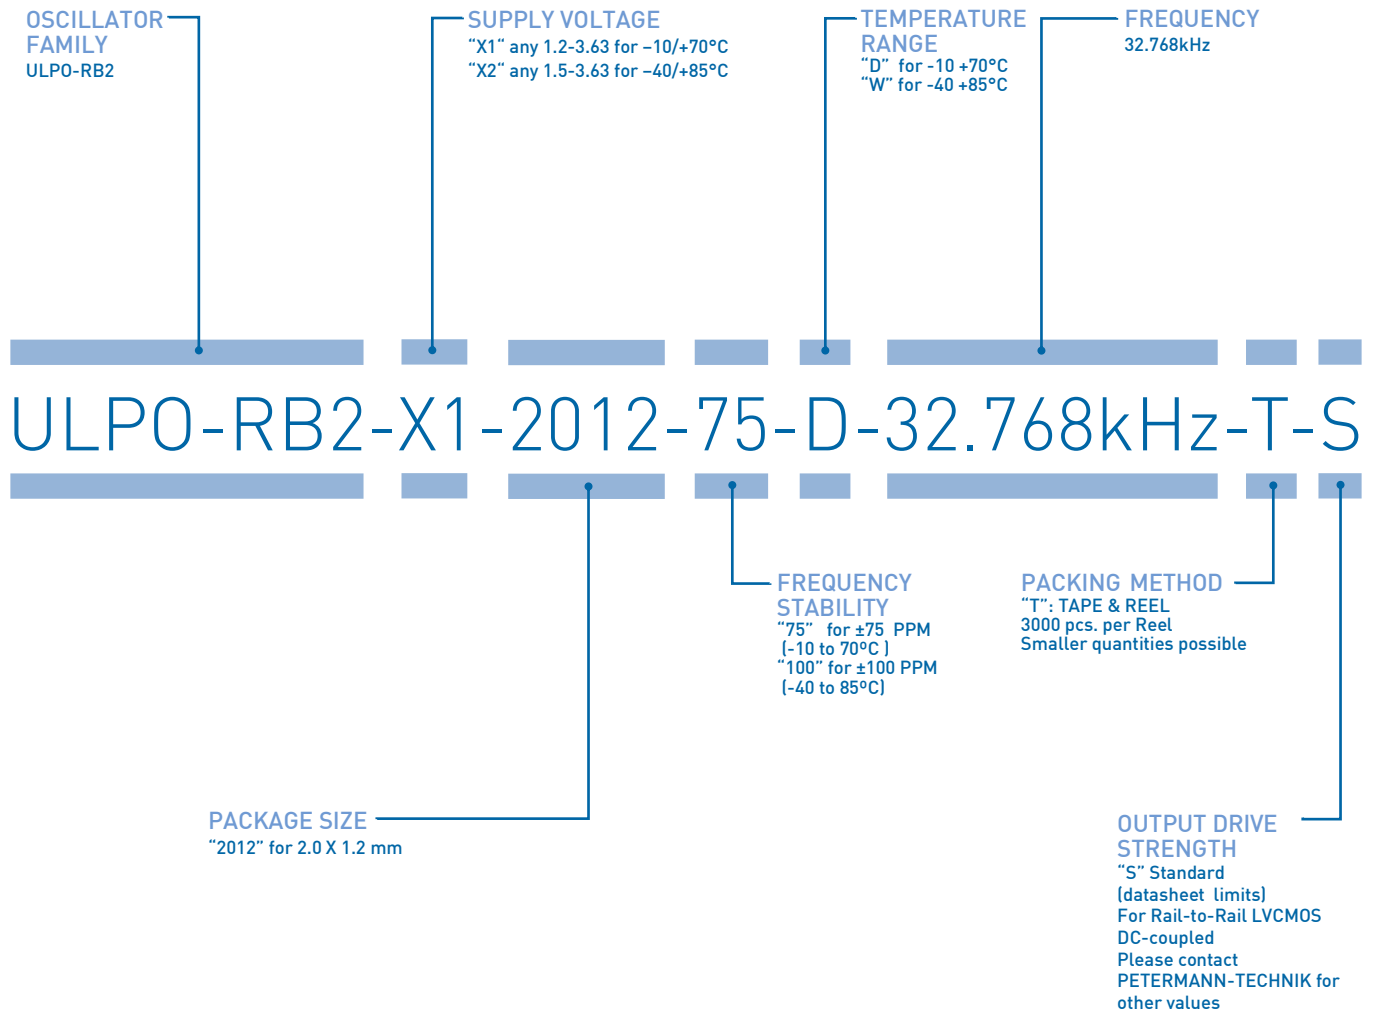 OSCILLATOR
FAMILY
ULPO-RB2
SUPPLY VOLTAGE
“X1“ any 1.2-3.63 for –10/+70°C
“X2“ any 1.5-3.63 for –40/+85°C
TEMPERATURE
RANGE
“D” for -10 +70°C
“W” for -40 +85°C
FREQUENCY
32.768kHz
ULPO-RB2-X1-2012-75-D-32.768kHz-T-S
FREQUENCY
STABILITY
“75” for ±75 PPM
(-10 to 70ºC )
“100” for ±100 PPM
(-40 to 85ºC)
PACKING METHOD
“T”: TAPE & REEL
3000 pcs. per Reel
Smaller quantities possible
PACKAGE SIZE
“2012” for 2.0 X 1.2 mm
OUTPUT DRIVE
STRENGTH
“S” Standard
(datasheet limits)
For Rail-to-Rail LVCMOS
DC-coupled
Please contact
PETERMANN-TECHNIK for
other values